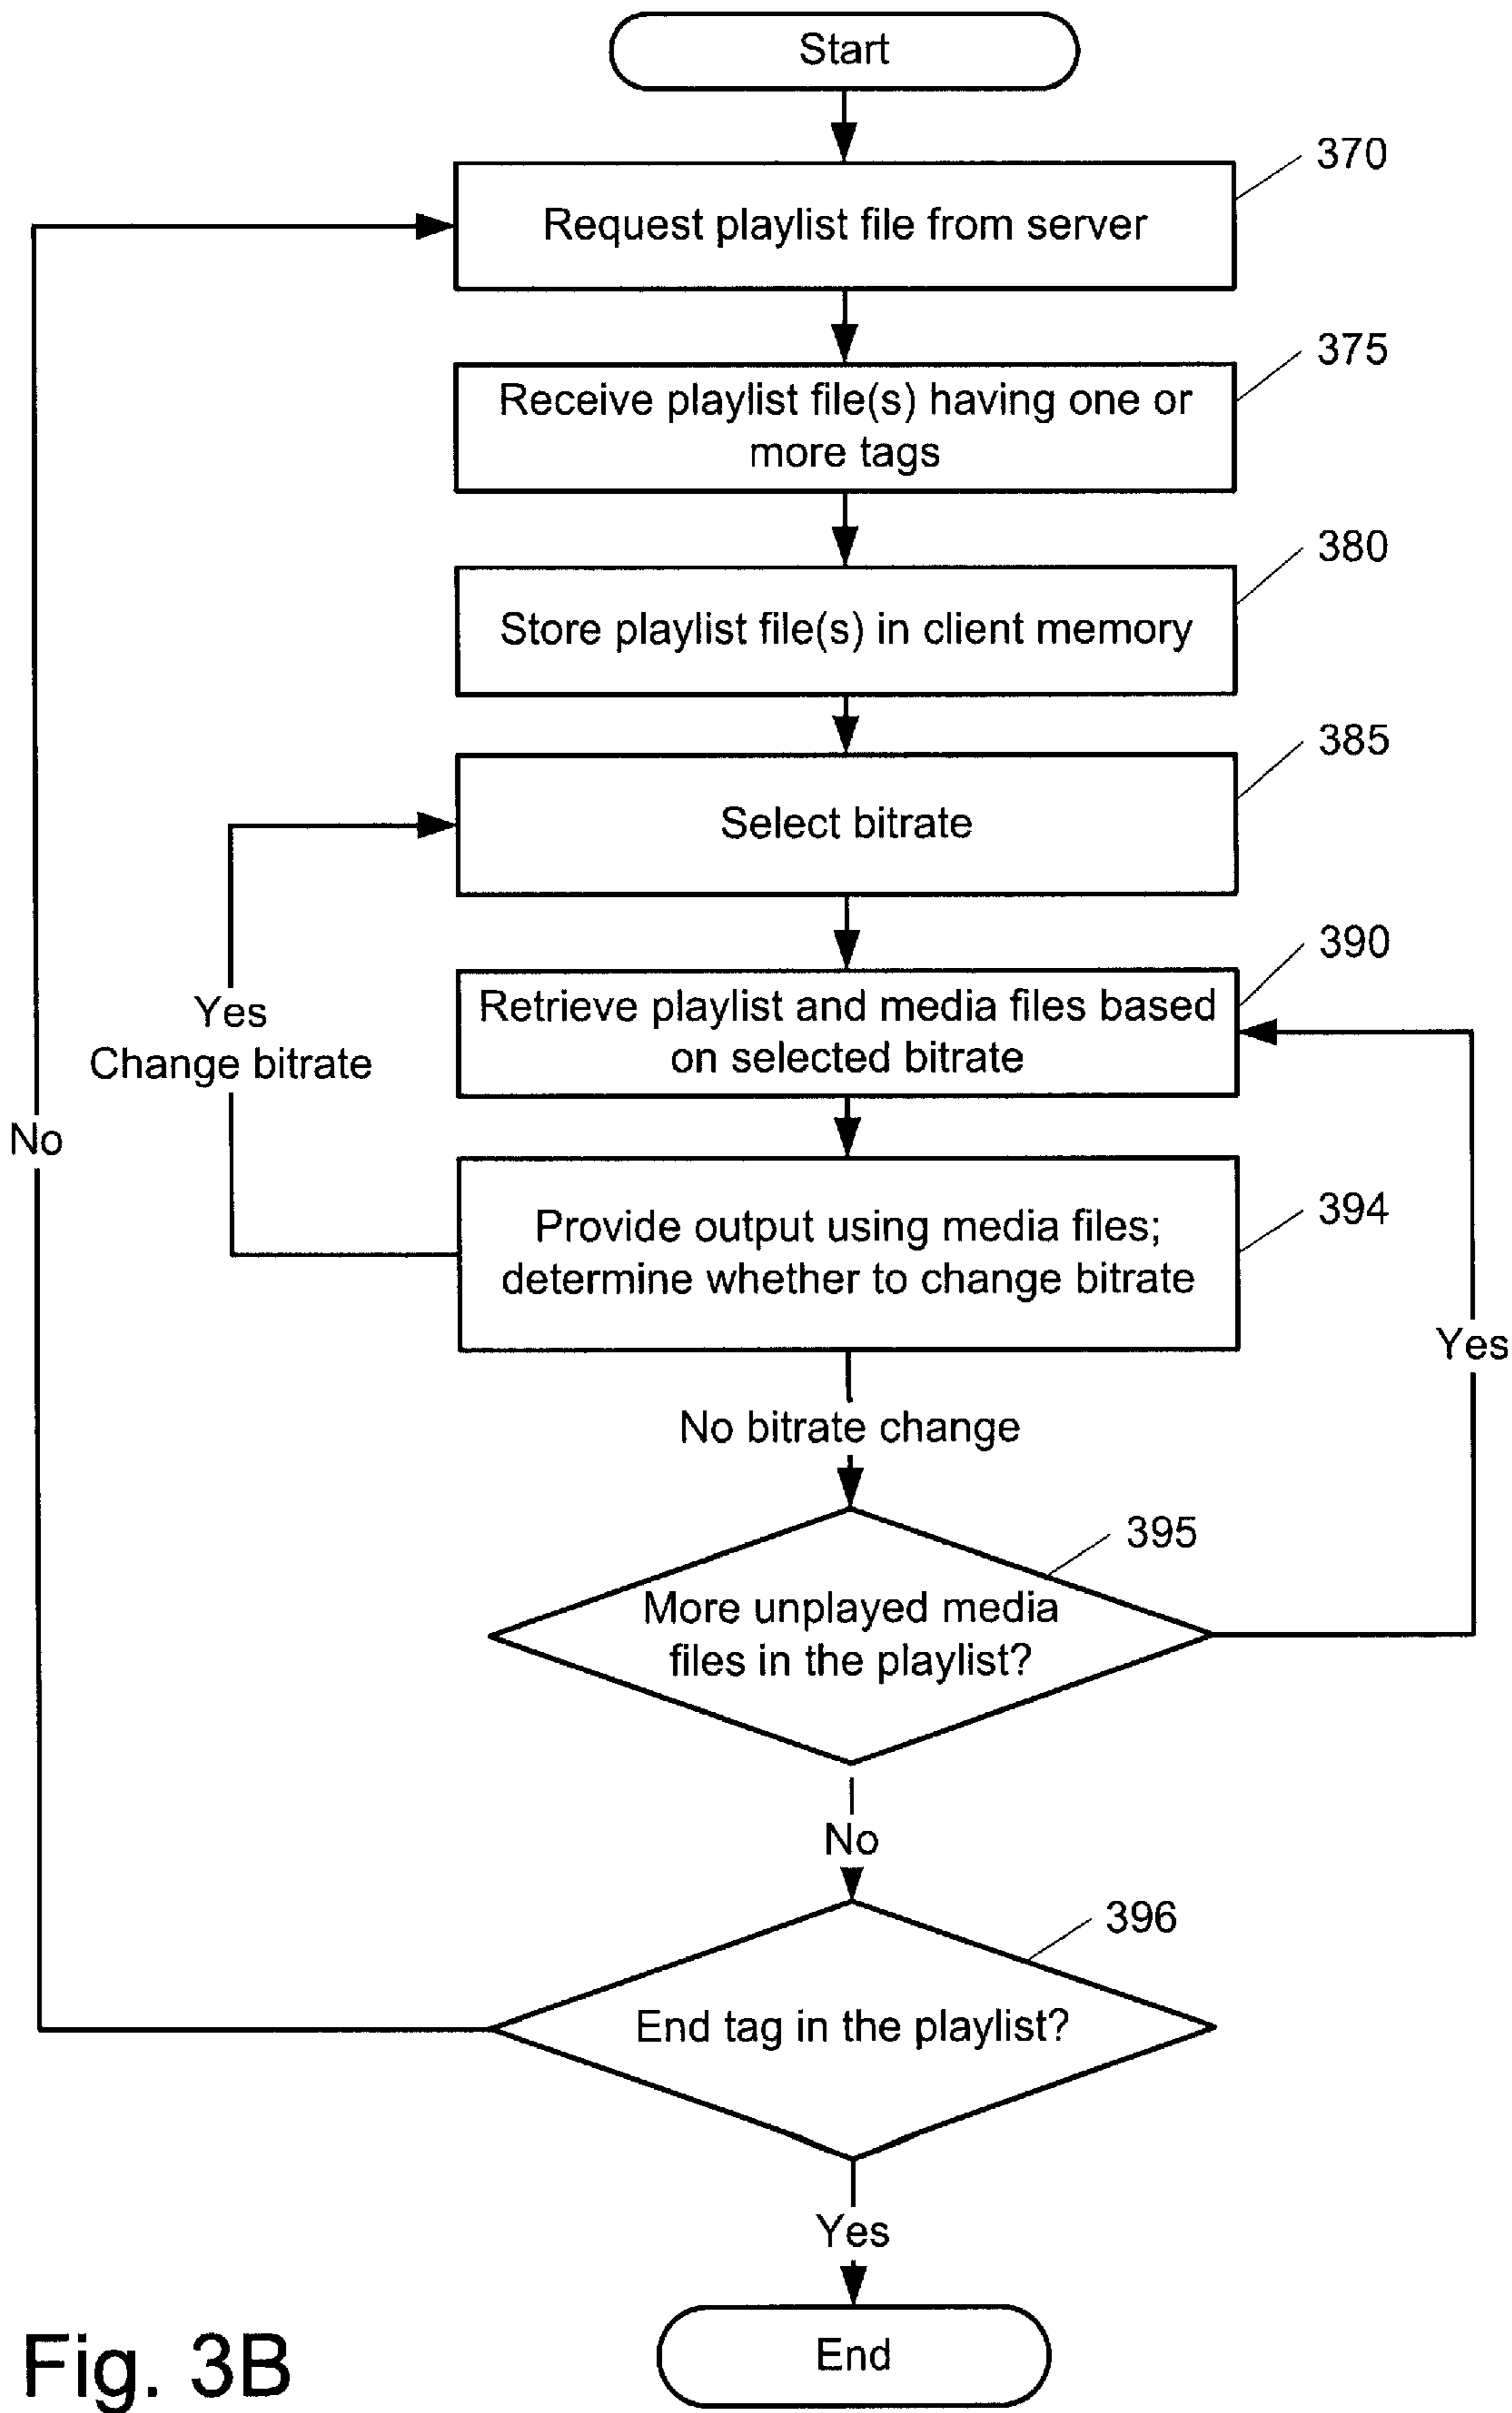 Start
370
Request playlist file from server
375
Receive playlist file(s) having one or
more tags
380
Store playlist file(s) in client memory
385
Select bitrate
390
Retrieve playlist and media files based
on selected bitrate
Yes
Change bitrate
No
394
Provide output using media files;
determine whether to change bitrate
Yes
No bitrate change
395
More unplayed media
files in the playlist?
No
396
End tag in the playlist?
Yes
End
Fig. 3B